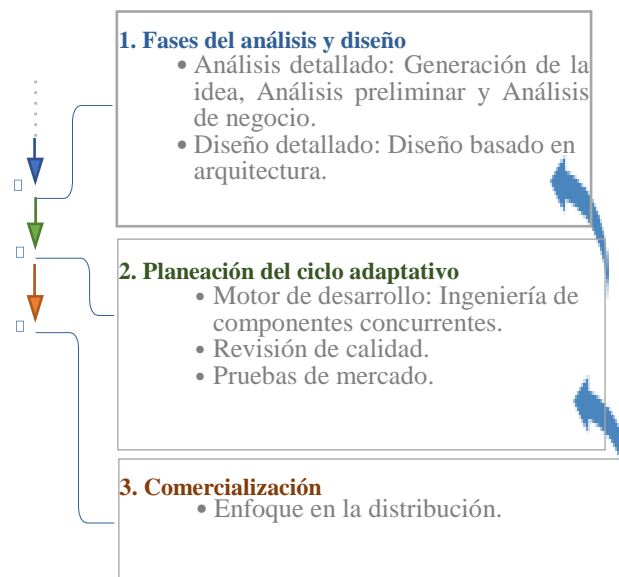 1. Fases del análisis y diseño
• Análisis detallado: Generación de la
idea, Análisis preliminar y Análisis
de negocio.
• Diseño detallado: Diseño basado en
arquitectura.
2. Planeación del ciclo adaptativo
• Motor de desarrollo: Ingeniería de
componentes concurrentes.
• Revisión de calidad.
• Pruebas de mercado.
3. Comercialización
• Enfoque en la distribución.